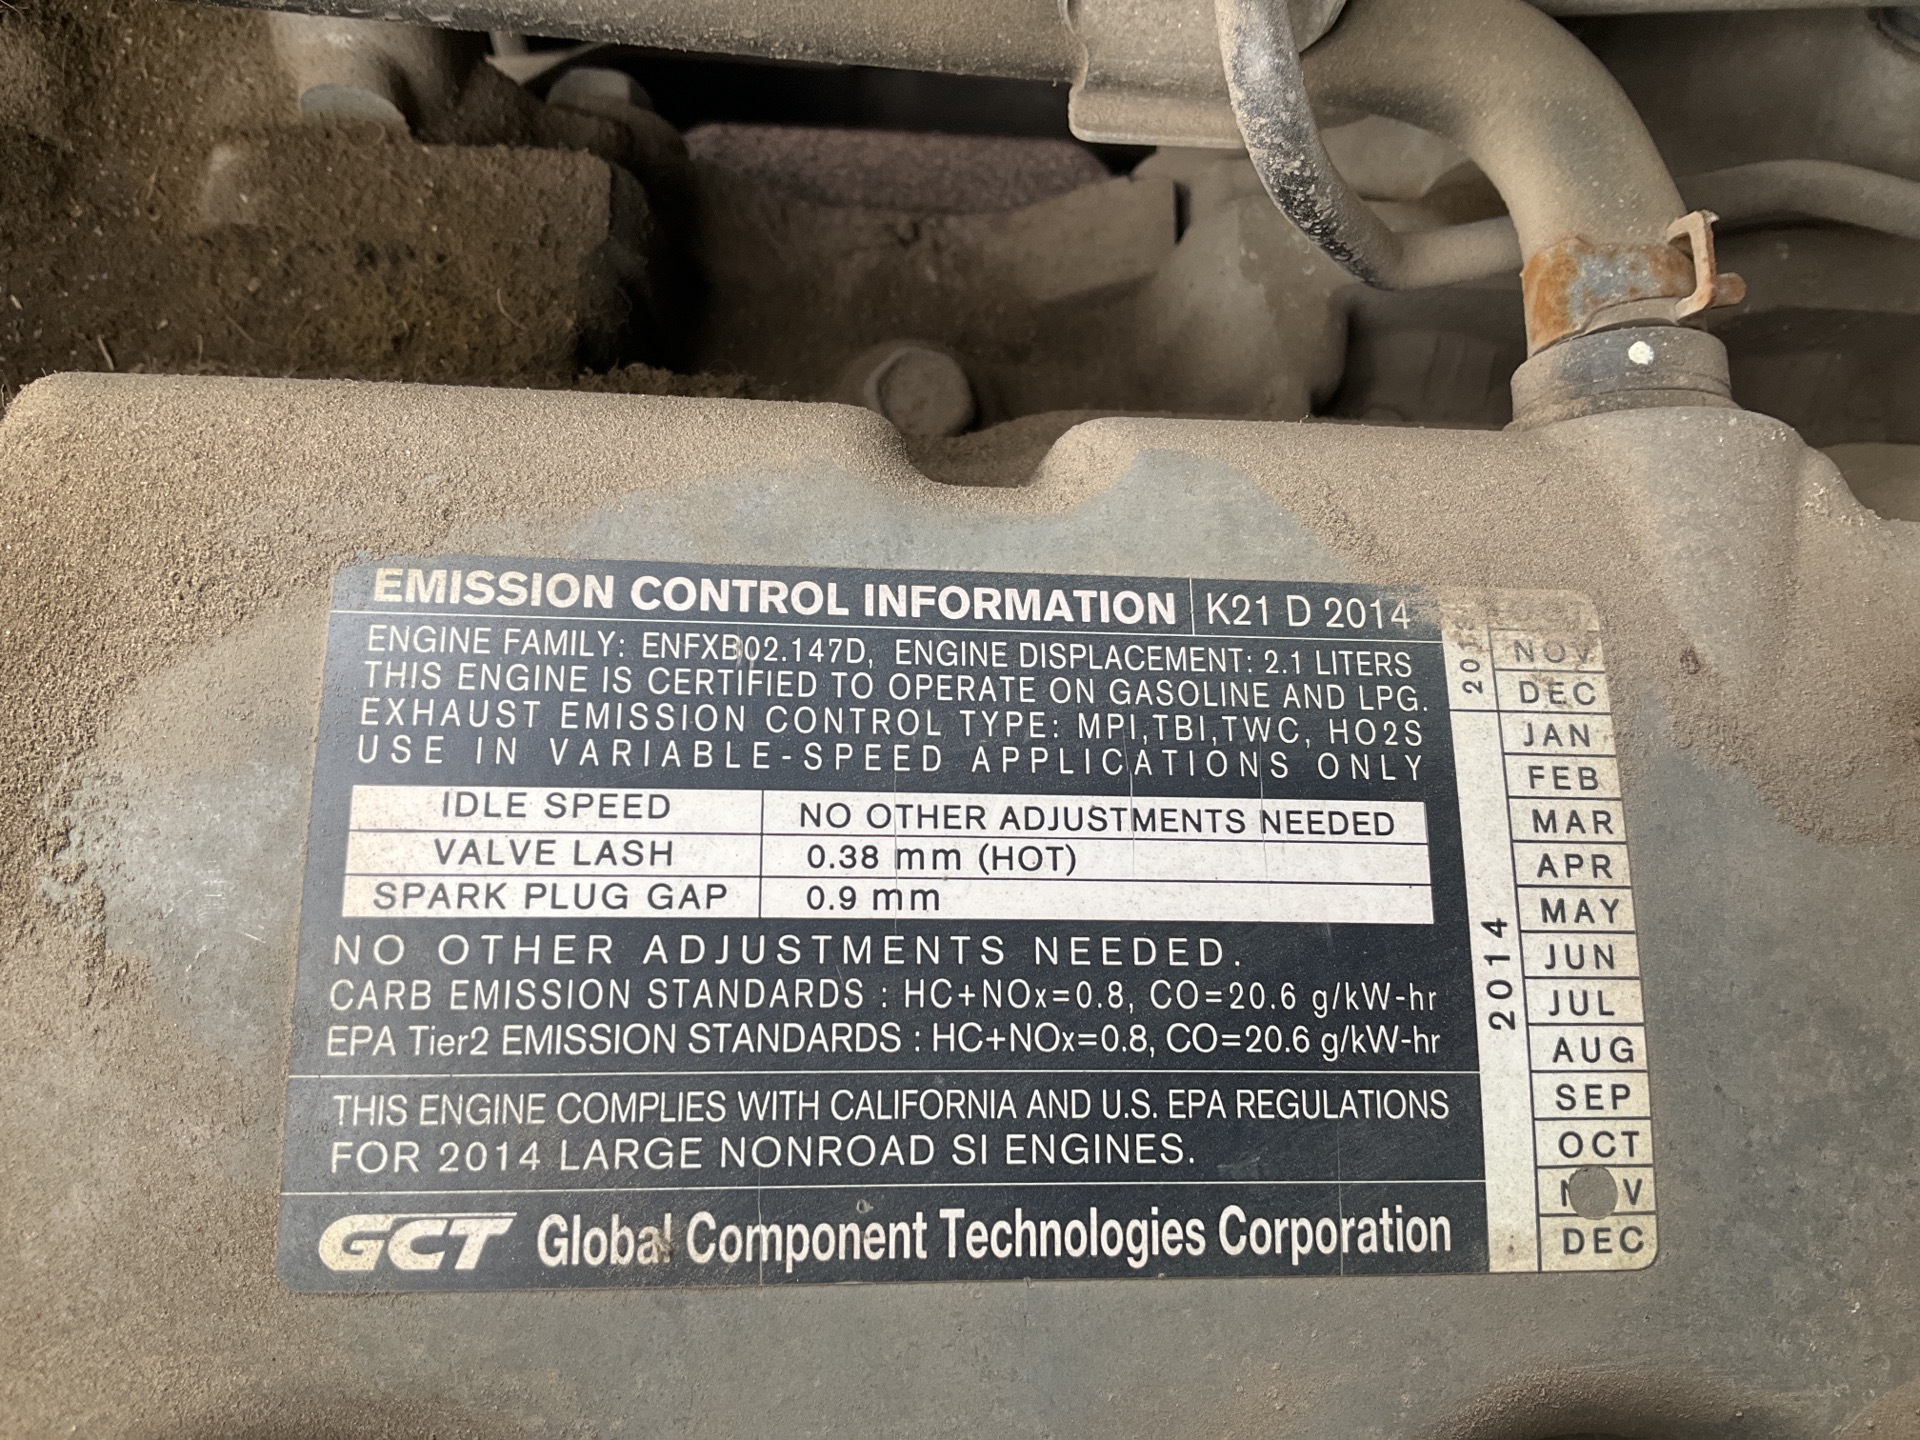 EMISSION CONTROL INFORMATION K21 D 2014
ENGINE FAMILY: ENFXB02.147D, ENGINE DISPLACEMENT: 2.1 LITERS
THIS ENGINE IS CERTIFIED TO OPERATE ON GASOLINE AND LPG.
EXHAUST EMISSION CONTROL TYPE: MPI,TBI,TWC, HO2S
USE IN VARIABLE-SPEED APPLICATIONS ONLY
IDLE SPEED NO OTHER ADJUSTMENTS NEEDED
VALVE LASH 0.38 mm (HOT)
SPARK PLUG GAP 0.9 mm
NO OTHER ADJUSTMENTS NEEDED.
CARB EMISSION STANDARDS : HC+NOx=0.8, CO=20.6 g/kW-hr
EPA Tier2 EMISSION STANDARDS : HC+NOx=0.8, CO=20.6 g/kW-hr
THIS ENGINE COMPLIES WITH CALIFORNIA AND U.S. EPA REGULATIONS
FOR 2014 LARGE NONROAD SI ENGINES.
GCT Global Component Technologies Corporation
NOV
DEC
2014
JAN
FEB
MAR
APR
MAY
JUN
JUL
AUG
SEP
OCT
DEC